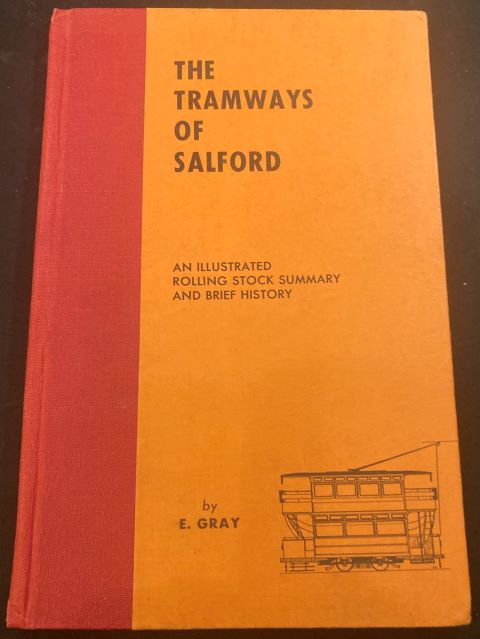 THE
TRAMWAYS
OF
SALFORD
AN ILLUSTRATED
ROLLING STOCK SUMMARY
AND BRIEF HISTORY
by
E. GRAY